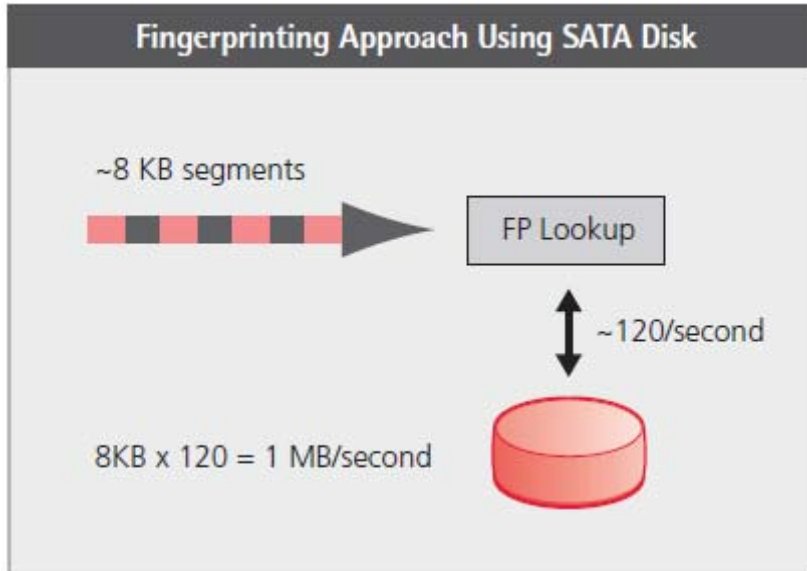 Fingerprinting Approach Using SATA Disk
~8 KB segments
FP Lookup
~120/second
8KB x 120 = 1 MB/second